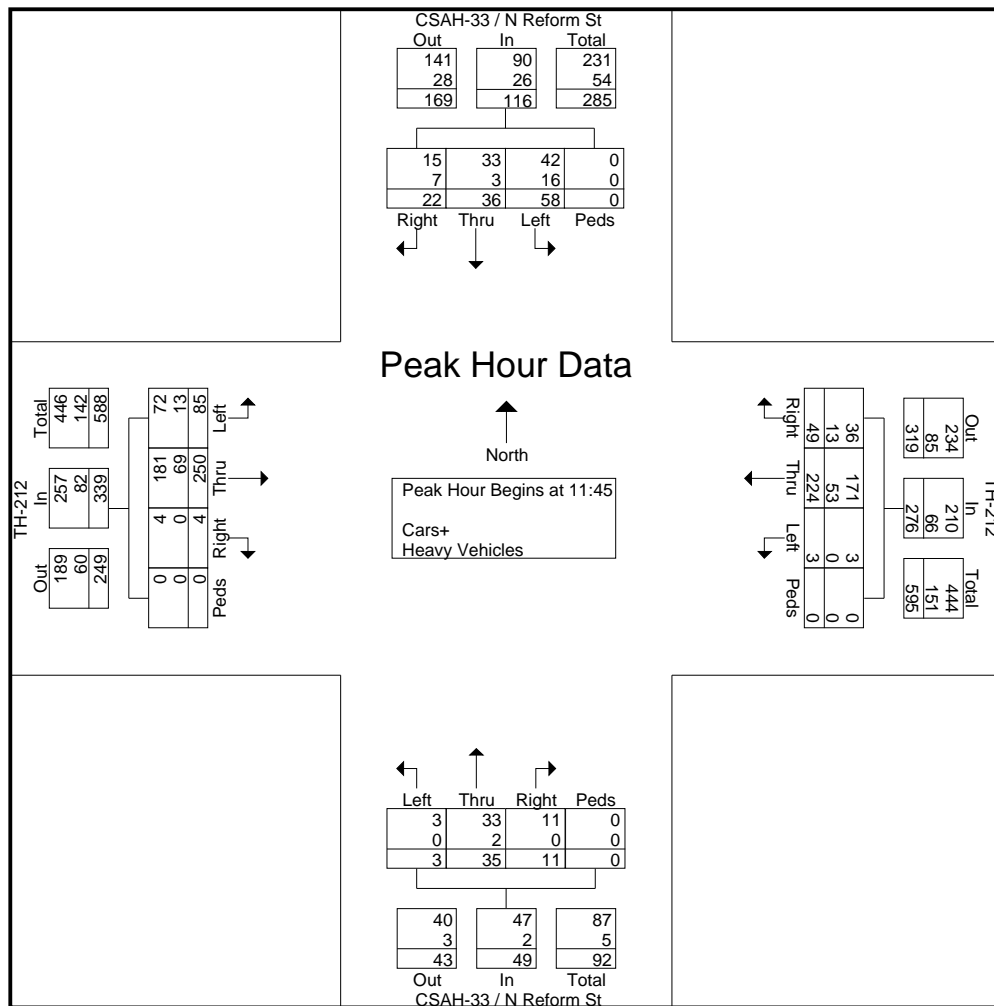 CSAH-33 / N Reform St
Out In Total
141 90 231
28 26 54
169 116 285
15 33 42 0
7 3 16 0
22 36 58 0
Right Thru Left Peds
Peak Hour Data
North
Peak Hour Begins at 11:45
Cars+
Heavy Vehicles
TH-212
Out In Total
189 257 446
60 82 142
249 339 588
72 181 4 0
13 69 0 0
85 250 4 0
Left Thru Right Peds
TH-212
Out In Total
234 210 444
85 66 151
319 276 595
36 171 3 0
13 53 0 0
49 224 3 0
Right Thru Left Peds
Left Thru Right Peds
3 33 11 0
0 2 0 0
3 35 11 0
40 47 87
3 2 5
43 49 92
Out In Total
CSAH-33 / N Reform St